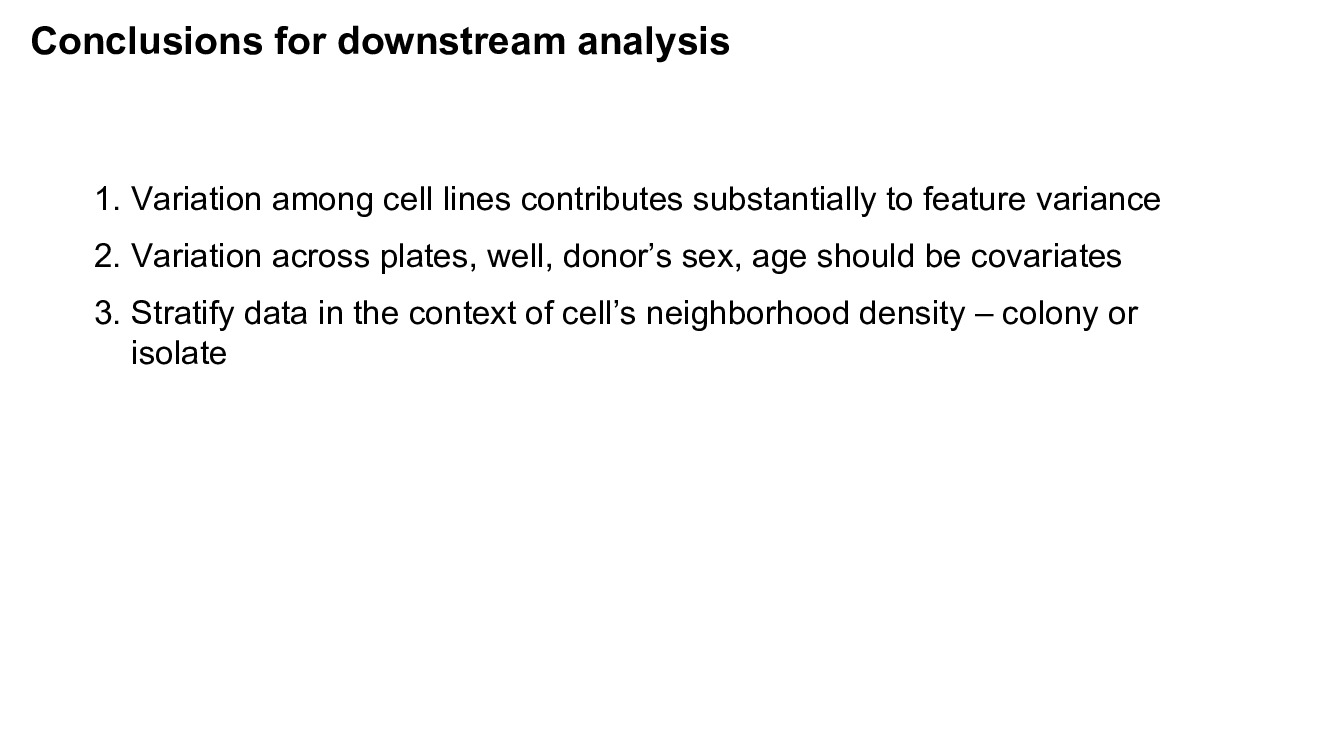 Conclusions for downstream analysis
1. Variation among cell lines contributes substantially to feature variance
2. Variation across plates, well, donor’s sex, age should be covariates
3. Stratify data in the context of cell’s neighborhood density – colony or
isolate